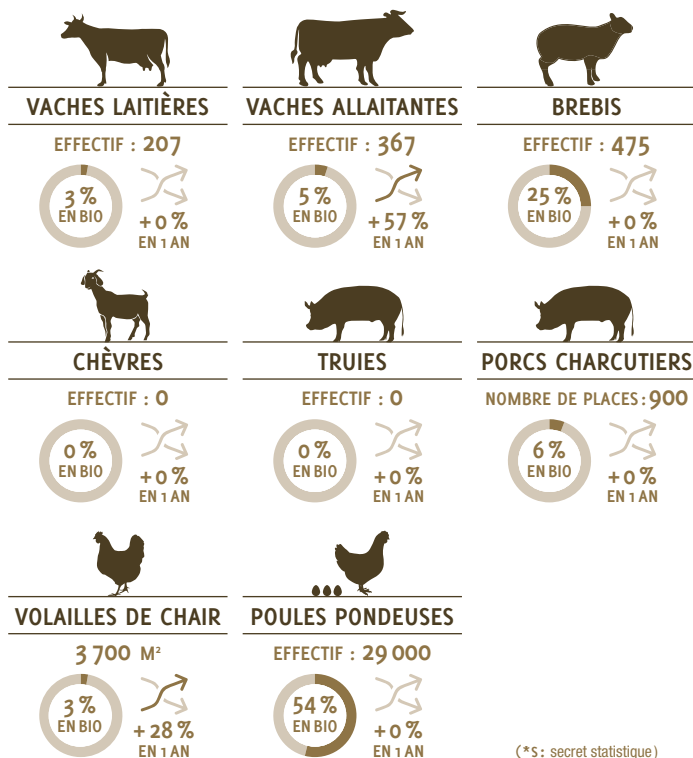 VACHES LAITIÈRES
EFFECTIF : 207
3 %
EN BIO
+0 %
EN 1 AN
VACHES ALLAITANTES
EFFECTIF : 367
5 %
EN BIO
+57 %
EN 1 AN
BREBIS
EFFECTIF : 475
25 %
EN BIO
+0 %
EN 1 AN
CHÈVRES
EFFECTIF : 0
0 %
EN BIO
+0 %
EN 1 AN
TRUIES
EFFECTIF : 0
0 %
EN BIO
+0 %
EN 1 AN
PORCS CHARCUTIERS
NOMBRE DE PLACES : 900
6 %
EN BIO
+0 %
EN 1 AN
VOLAILLES DE CHAIR
3 700 M²
3 %
EN BIO
+28 %
EN 1 AN
POULES PONDEUSES
EFFECTIF : 29 000
54 %
EN BIO
+0 %
EN 1 AN
(*S : secret statistique)